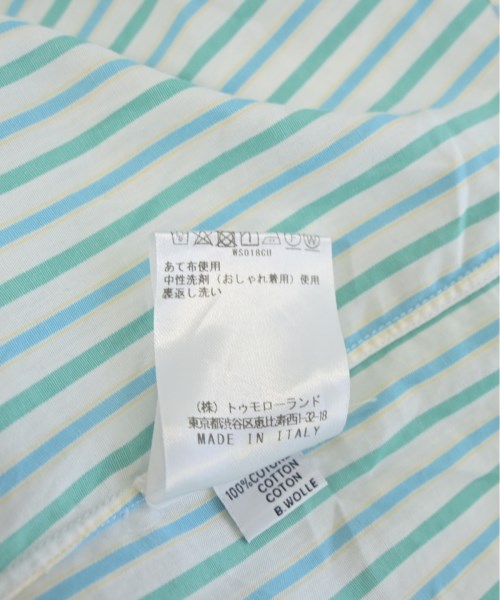 WS018CU
あて布使用
中性洗剤（おしゃれ着用）使用
裏返し洗い
（株）トゥモローランド
東京都渋谷区恵比寿西1-32-18
MADE IN ITALY
100%COTONE
COTTON
COTON
B.WOLLE